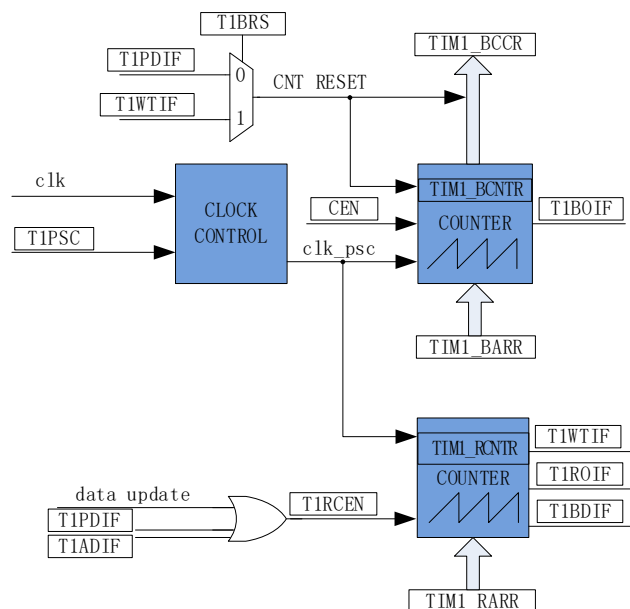 T1BRS
TIM1_BCCR
T1PDIF
0
CNT RESET
T1WTIF
1
clk
CLOCK
CONTROL
T1PSC
TIM1_BCNTR
CEN
COUNTER
T1BOIF
clk_psc
TIM1_BARR
TIM1_RCNTR
T1WTIF
COUNTER
T1ROIF
data update
T1RCEN
T1PDIF
T1BDIF
T1ADIF
TIM1_RARR